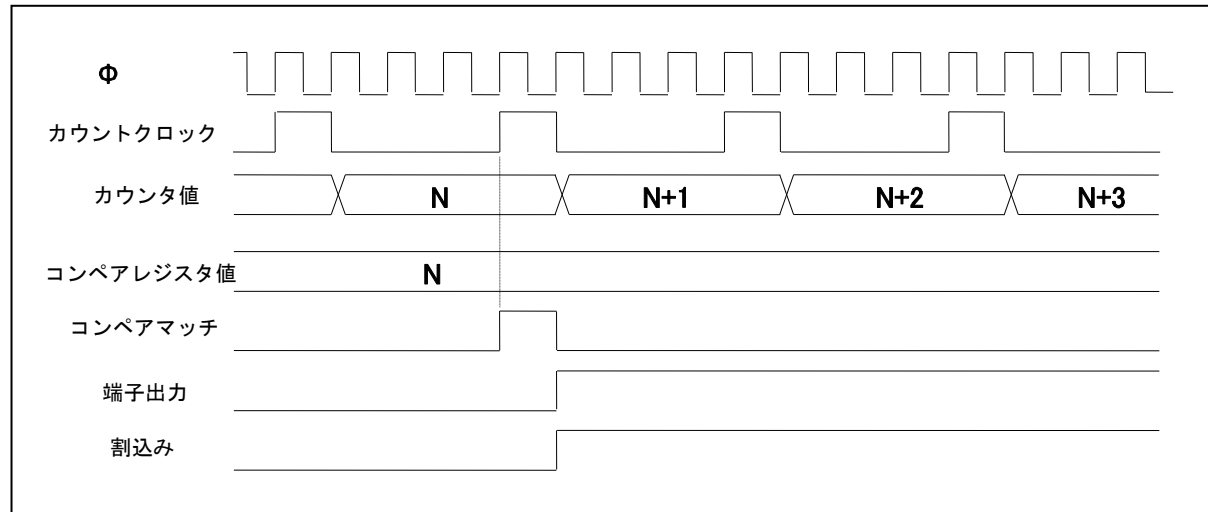 Φ
カウントクロック
カウンタ値
N
N+1
N+2
N+3
コンペアレジスタ値
N
コンペアマッチ
端子出力
割込み